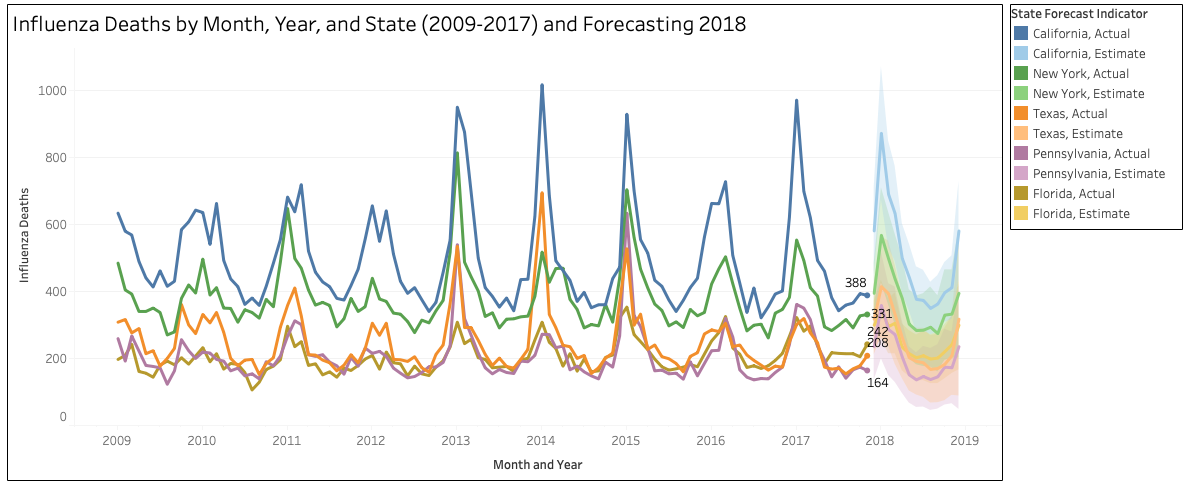 Influenza Deaths by Month, Year, and State (2009-2017) and Forecasting 2018
State Forecast Indicator
California, Actual
California, Estimate
New York, Actual
New York, Estimate
Texas, Actual
Texas, Estimate
Pennsylvania, Actual
Pennsylvania, Estimate
Florida, Actual
Florida, Estimate
Influenza Deaths
1000
800
600
400
200
0
388
331
242
208
164
2009 2010 2011 2012 2013 2014 2015 2016 2017 2018 2019
Month and Year